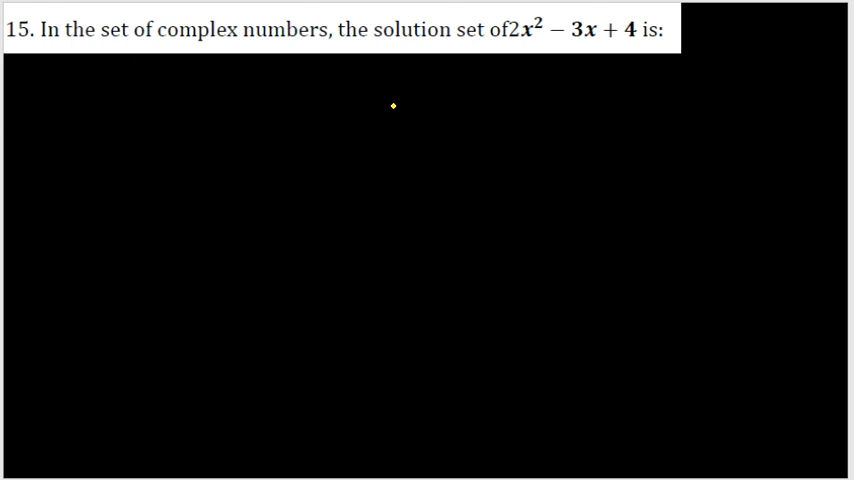 15. In the set of complex numbers, the solution set of2x² − 3x + 4 is: